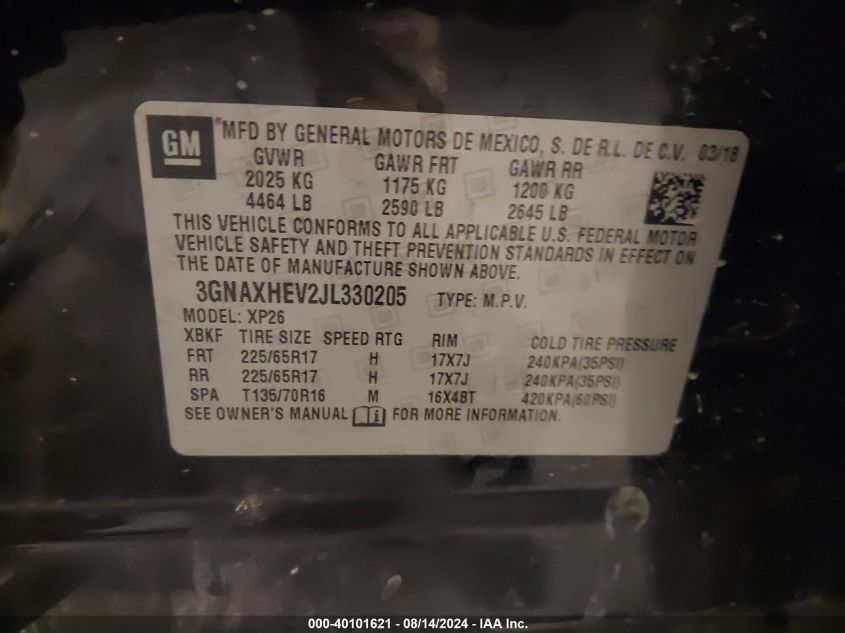 GM
MFD BY GENERAL MOTORS DE MEXICO, S. DE R.L. DE C.V. 03/18
GVWR GAWR FRT GAWR RR
2025 KG 1175 KG 1200 KG
4464 LB 2590 LB 2645 LB
THIS VEHICLE CONFORMS TO ALL APPLICABLE U.S. FEDERAL MOTOR
VEHICLE SAFETY AND THEFT PREVENTION STANDARDS IN EFFECT ON
THE DATE OF MANUFACTURE SHOWN ABOVE.
3GNAXHEV2JL330205 TYPE: M.P.V.
MODEL: XP26
XBKF TIRE SIZE SPEED RTG RIM COLD TIRE PRESSURE
FRT 225/65R17 H 17X7J 240KPA(35PSI)
RR 225/65R17 H 17X7J 240KPA(35PSI)
SPA T135/70R16 M 16X4BT 420KPA(60PSI)
SEE OWNER'S MANUAL i FOR MORE INFORMATION.
000-40101621 - 08/14/2024 - IAA Inc.